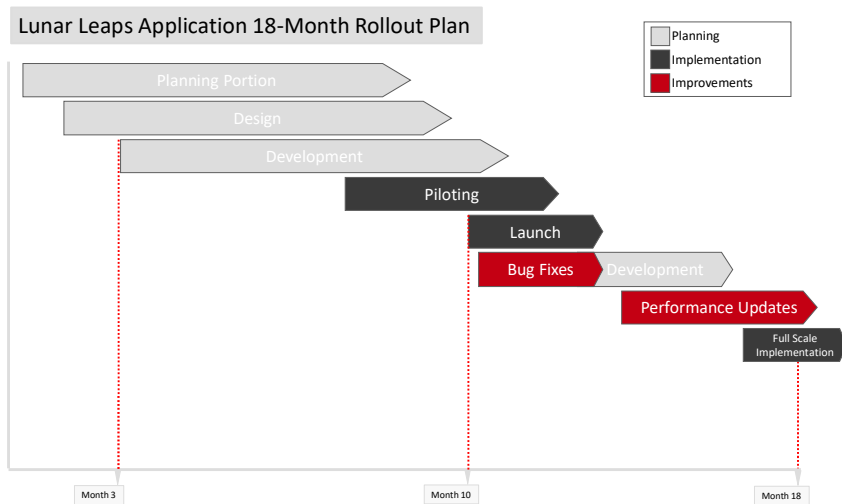 Lunar Leaps Application 18-Month Rollout Plan
Planning
Implementation
Improvements
Planning Portion
Design
Development
Piloting
Launch
Bug Fixes
Development
Performance Updates
Full Scale
Implementation
Month 3
Month 10
Month 18